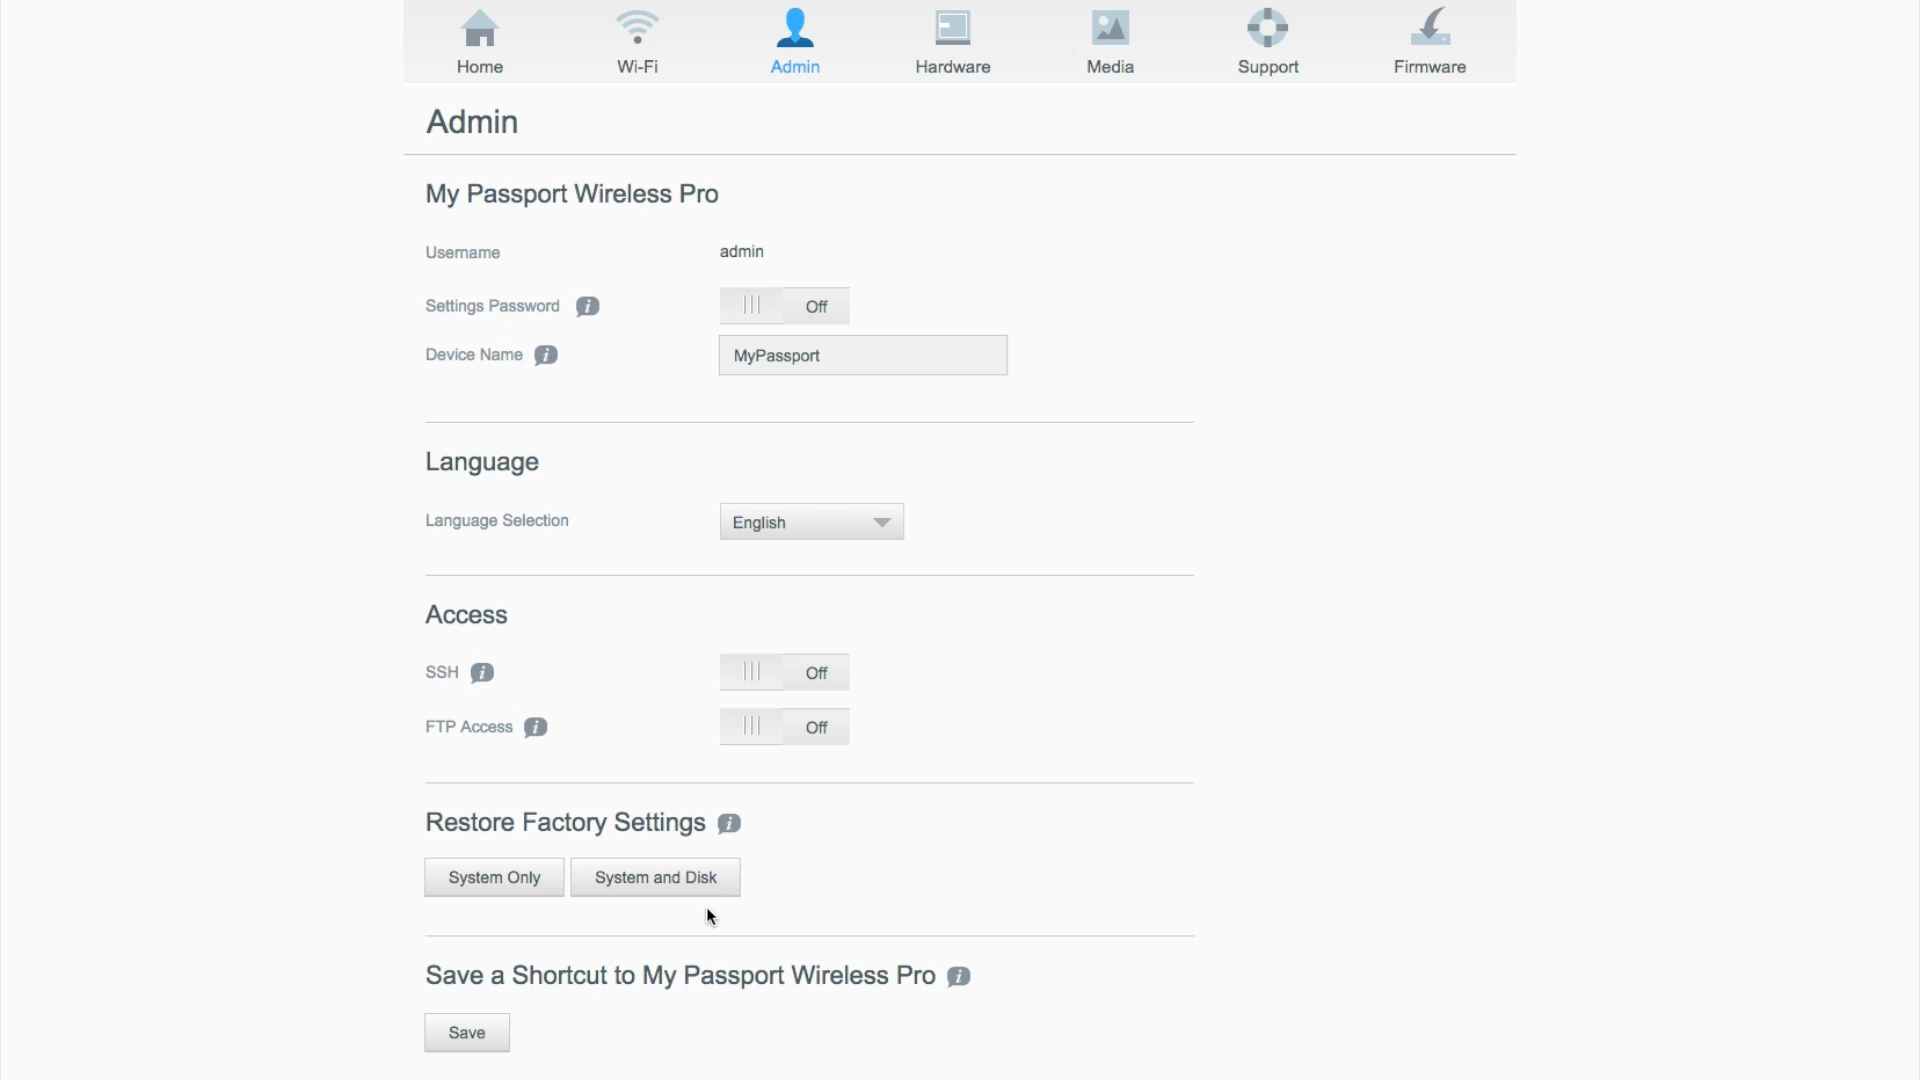 Home Wi-Fi Admin Hardware Media Support Firmware
Admin
My Passport Wireless Pro
Username admin
Settings Password i Off
Device Name i MyPassport
Language
Language Selection English
Access
SSH i Off
FTP Access i Off
Restore Factory Settings i
System Only System and Disk
Save a Shortcut to My Passport Wireless Pro i
Save